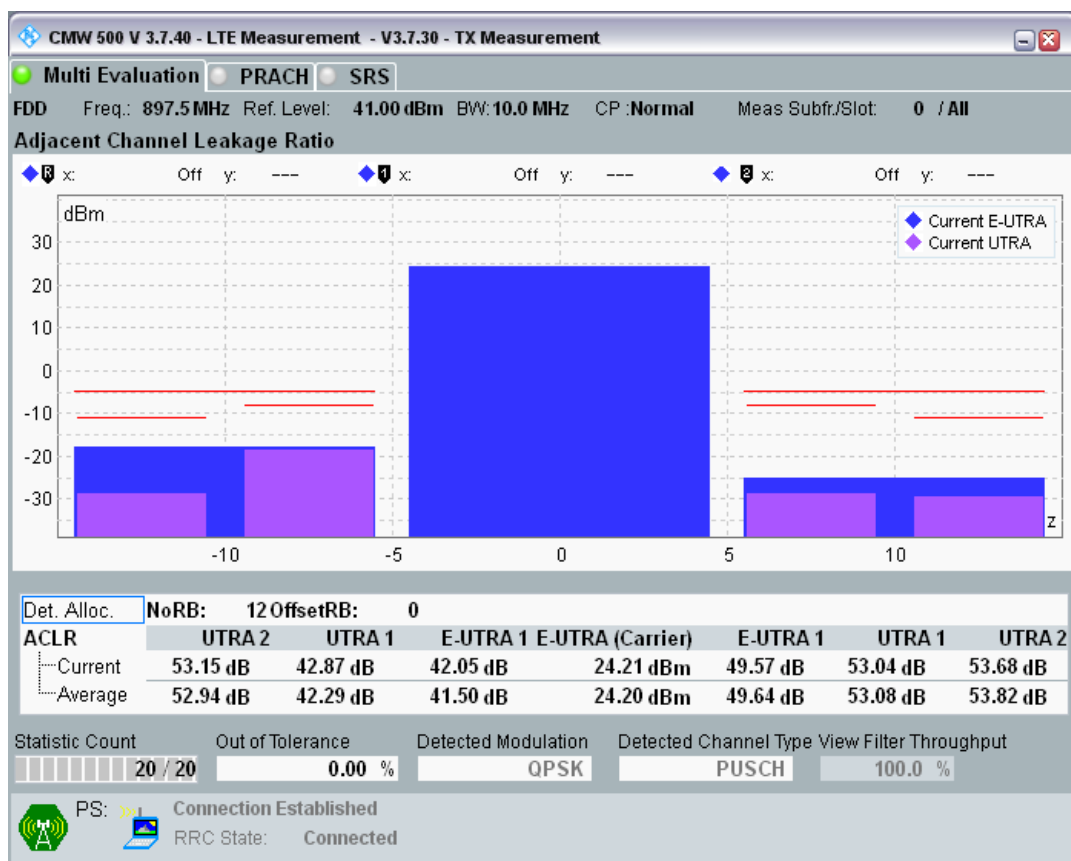 CMW 500 V 3.7.40 - LTE Measurement - V3.7.30 - TX Measurement
Multi Evaluation PRACH SRS
FDD Freq.: 897.5 MHz Ref. Level: 41.00 dBm BW: 10.0 MHz CP :Normal Meas Subfr./Slot: 0 / All
Adjacent Channel Leakage Ratio
R x: Off y: --- 1 x: Off y: --- 2 x: Off y: ---
dBm
Current E-UTRA
Current UTRA
30
20
10
0
-10
-20
-30
z
-10 -5 0 5 10
Det. Alloc. NoRB: 12 OffsetRB: 0
ACLR UTRA 2 UTRA 1 E-UTRA 1 E-UTRA (Carrier) E-UTRA 1 UTRA 1 UTRA 2
Current 53.15 dB 42.87 dB 42.05 dB 24.21 dBm 49.57 dB 53.04 dB 53.68 dB
Average 52.94 dB 42.29 dB 41.50 dB 24.20 dBm 49.64 dB 53.08 dB 53.82 dB
Statistic Count Out of Tolerance Detected Modulation Detected Channel Type View Filter Throughput
20 / 20 0.00 % QPSK PUSCH 100.0 %
PS: Connection Established
RRC State: Connected